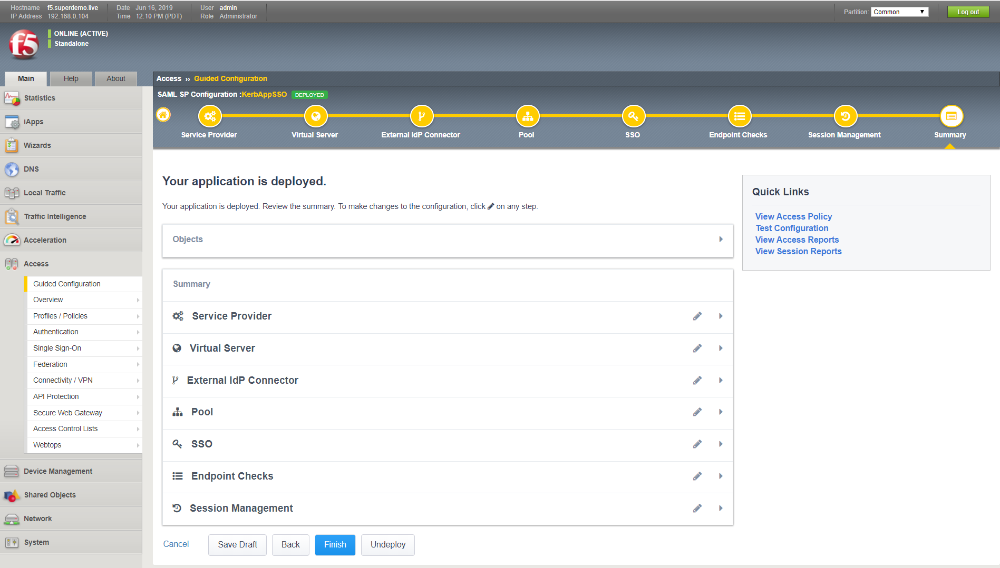 Hostname f5.superdemo.live Date Jun 16, 2019 User admin
IP Address 192.168.0.104 Time 12:10 PM (PDT) Role Administrator
Partition: Common Log out
f5
ONLINE (ACTIVE)
Standalone
Main Help About
Statistics
iApps
Wizards
DNS
Local Traffic
Traffic Intelligence
Acceleration
Access
Guided Configuration
Overview
Profiles / Policies
Authentication
Single Sign-On
Federation
Connectivity / VPN
API Protection
Secure Web Gateway
Access Control Lists
Webtops
Device Management
Shared Objects
Network
System
Access ›› Guided Configuration
SAML SP Configuration :KerbAppSSO DEPLOYED
Service Provider Virtual Server External IdP Connector Pool SSO Endpoint Checks Session Management Summary
Your application is deployed.
Your application is deployed. Review the summary. To make changes to the configuration, click on any step.
Objects
Summary
Service Provider
Virtual Server
External IdP Connector
Pool
SSO
Endpoint Checks
Session Management
Cancel Save Draft Back Finish Undeploy
Quick Links
View Access Policy
Test Configuration
View Access Reports
View Session Reports